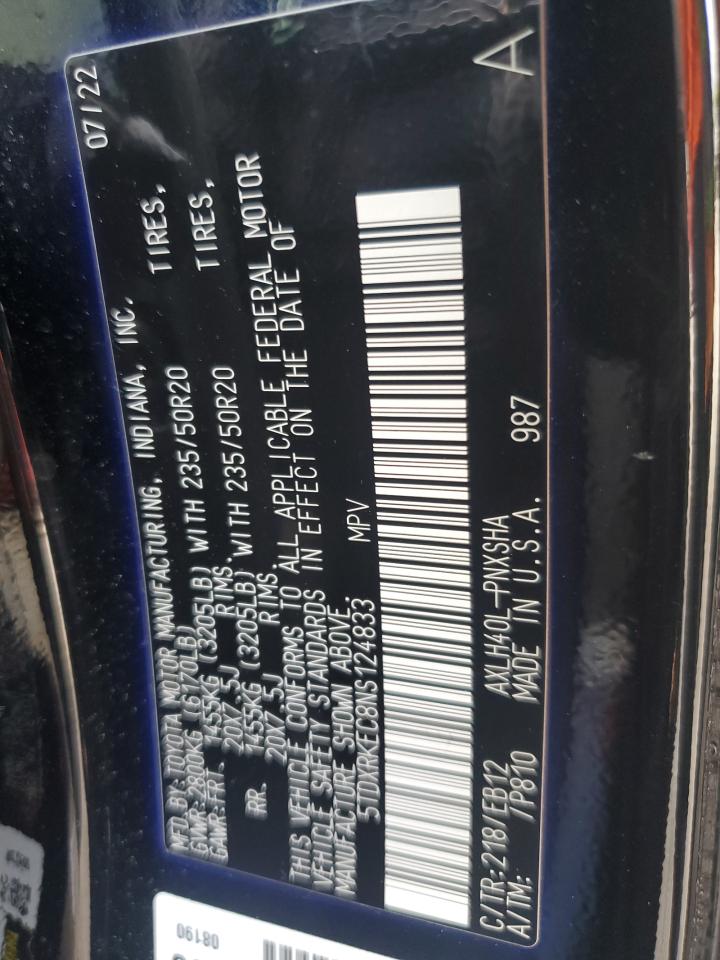 MFD BY: TOYOTA MOTOR MANUFACTURING, INDIANA, INC. 07/22
GVWR: 2800KG (6170LB)
GAWR: FRT. 1455KG (3205LB) WITH 235/50R20 TIRES,
20X7.5J RIMS,
RR. 1455KG (3205LB) WITH 235/50R20 TIRES,
20X7.5J RIMS.
THIS VEHICLE CONFORMS TO ALL APPLICABLE FEDERAL MOTOR
VEHICLE SAFETY STANDARDS IN EFFECT ON THE DATE OF
MANUFACTURE SHOWN ABOVE.
5TDXRKEC8NS124833 MPV
C/TR: 218/EB12 AXLH40L-PNXSHA
A/TM: /P810 MADE IN U.S.A. 987 A
08190